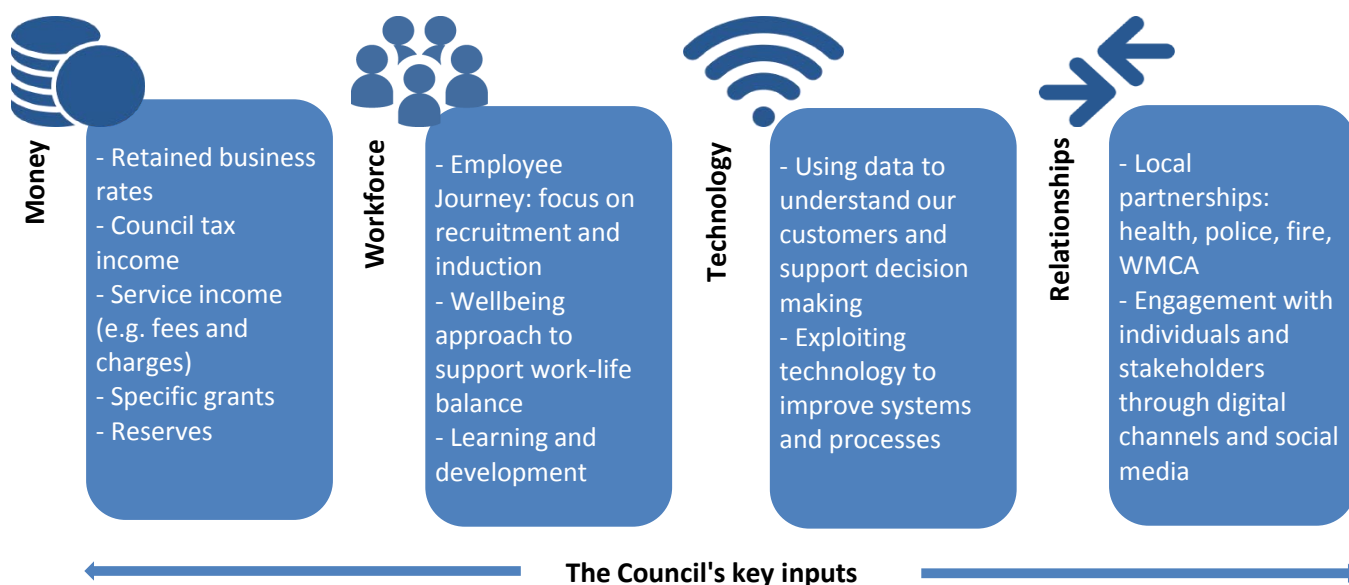 Money
- Retained business
rates
- Council tax
income
- Service income
(e.g. fees and
charges)
- Specific grants
- Reserves
Workforce
- Employee
Journey: focus on
recruitment and
induction
- Wellbeing
approach to
support work-life
balance
- Learning and
development
Technology
- Using data to
understand our
customers and
support decision
making
- Exploiting
technology to
improve systems
and processes
Relationships
- Local
partnerships:
health, police, fire,
WMCA
- Engagement with
individuals and
stakeholders
through digital
channels and social
media
The Council's key inputs